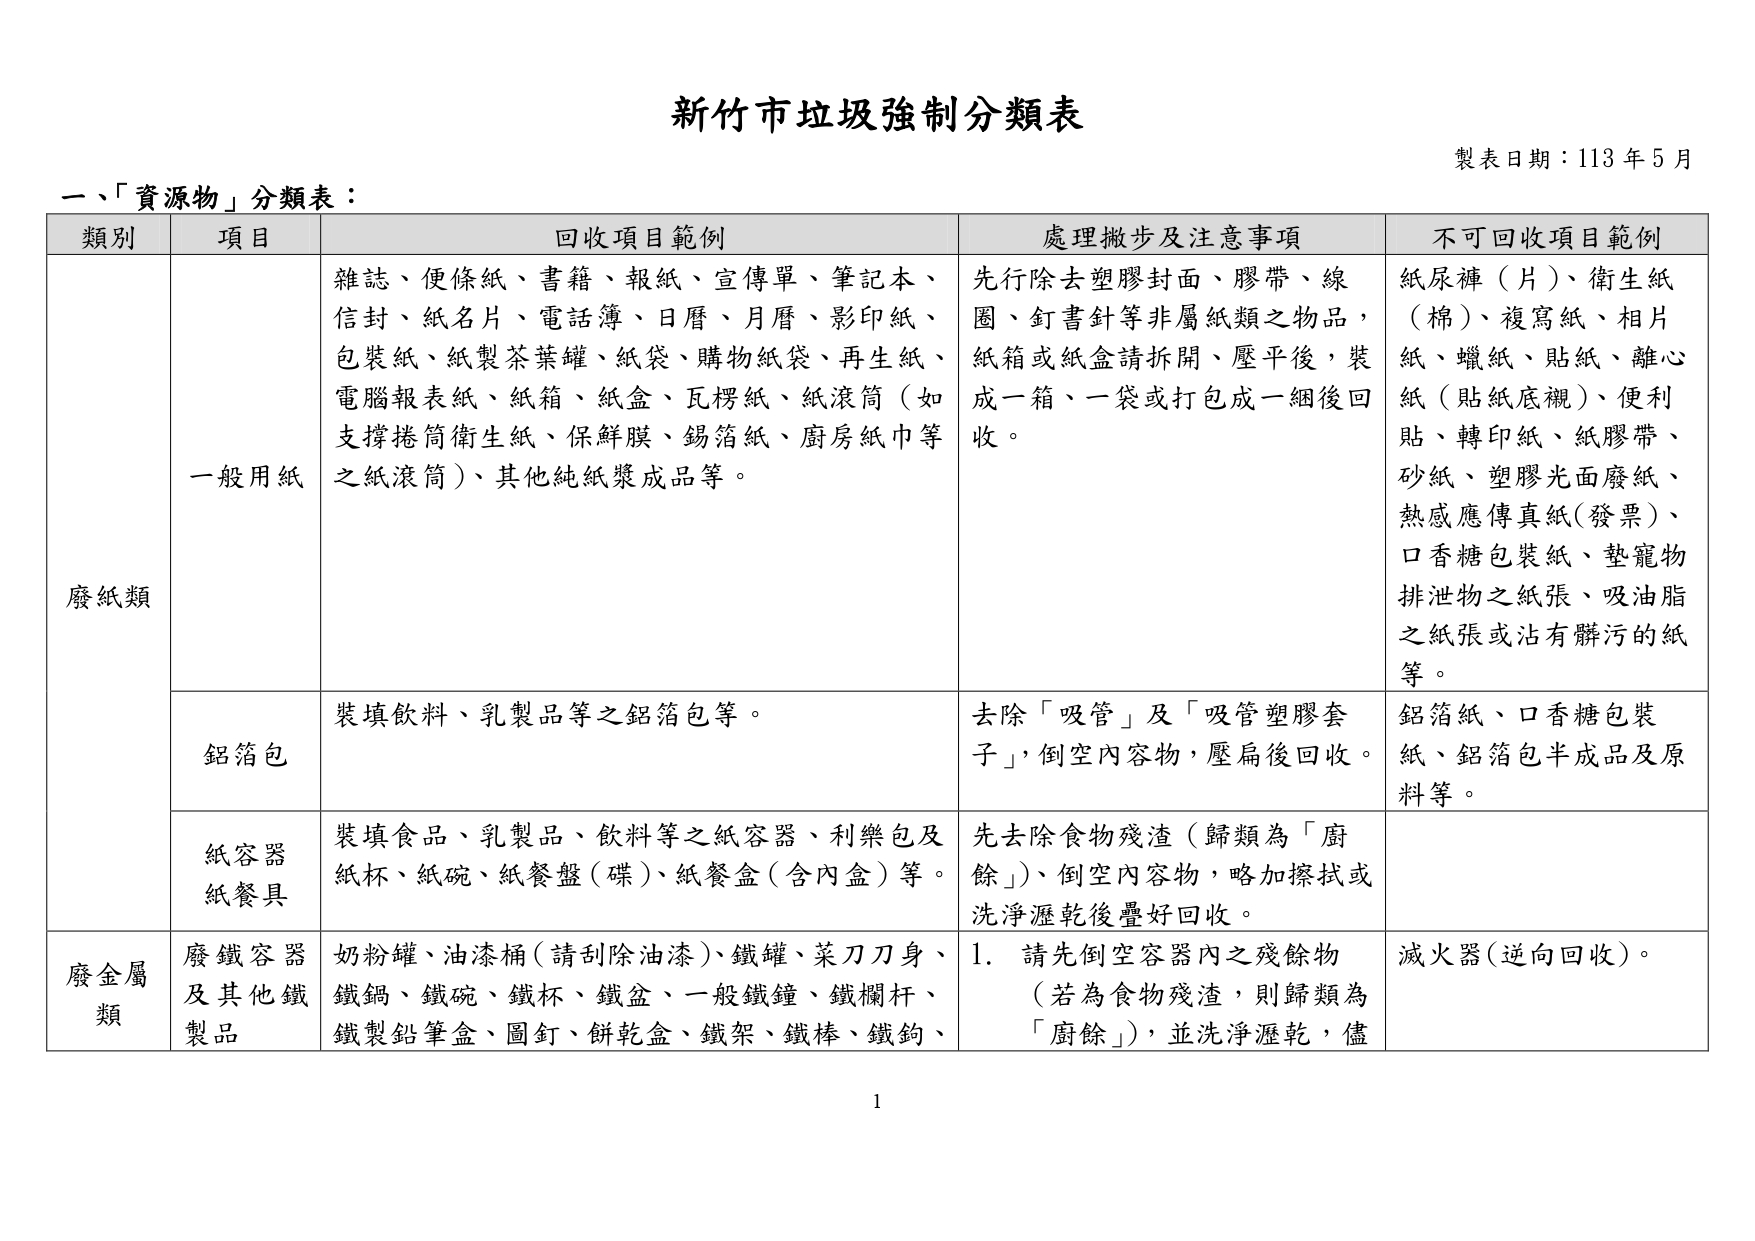 新竹市垃圾強制分類表
製表日期：113 年 5 月
一、「資源物」分類表：
類別 項目 回收項目範例 處理撇步及注意事項 不可回收項目範例
廢紙類
一般用紙
雜誌、便條紙、書籍、報紙、宣傳單、筆記本、
信封、紙名片、電話簿、日曆、月曆、影印紙、
包裝紙、紙製茶葉罐、紙袋、購物紙袋、再生紙、
電腦報表紙、紙箱、紙盒、瓦楞紙、紙滾筒（如
支撐捲筒衛生紙、保鮮膜、錫箔紙、廚房紙巾等
之紙滾筒）、其他純紙漿成品等。
先行除去塑膠封面、膠帶、線
圈、釘書針等非屬紙類之物品，
紙箱或紙盒請拆開、壓平後，裝
成一箱、一袋或打包成一綑後回
收。
紙尿褲（片）、衛生紙
（棉）、複寫紙、相片
紙、蠟紙、貼紙、離心
紙（貼紙底襯）、便利
貼、轉印紙、紙膠帶、
砂紙、塑膠光面廢紙、
熱感應傳真紙(發票)、
口香糖包裝紙、墊寵物
排泄物之紙張、吸油脂
之紙張或沾有髒污的紙
等。
鋁箔包
裝填飲料、乳製品等之鋁箔包等。
去除「吸管」及「吸管塑膠套
子」，倒空內容物，壓扁後回收。
鋁箔紙、口香糖包裝
紙、鋁箔包半成品及原
料等。
紙容器
紙餐具
裝填食品、乳製品、飲料等之紙容器、利樂包及
紙杯、紙碗、紙餐盤（碟）、紙餐盒（含內盒）等。
先去除食物殘渣（歸類為「廚
餘」）、倒空內容物，略加擦拭或
洗淨瀝乾後疊好回收。
廢金屬
類
廢鐵容器
及其他鐵
製品
奶粉罐、油漆桶（請刮除油漆）、鐵罐、菜刀刀身、
鐵鍋、鐵碗、鐵杯、鐵盆、一般鐵鐘、鐵欄杆、
鐵製鉛筆盒、圖釘、餅乾盒、鐵架、鐵棒、鐵鉤、
1. 請先倒空容器內之殘餘物
（若為食物殘渣，則歸類為
「廚餘」），並洗淨瀝乾，儘
滅火器(逆向回收)。
1